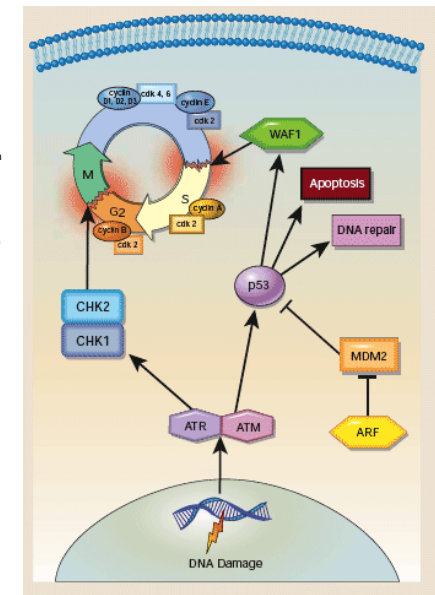 cyclin
D1, D2, D3
cdk 4, 6
cyclin E
cdk 2
WAF1
M
Apoptosis
S
cyclin A
G2
cdk 2
cyclin B
cdk 2
DNA repair
p53
CHK2
CHK1
MDM2
ATR
ATM
ARF
DNA Damage